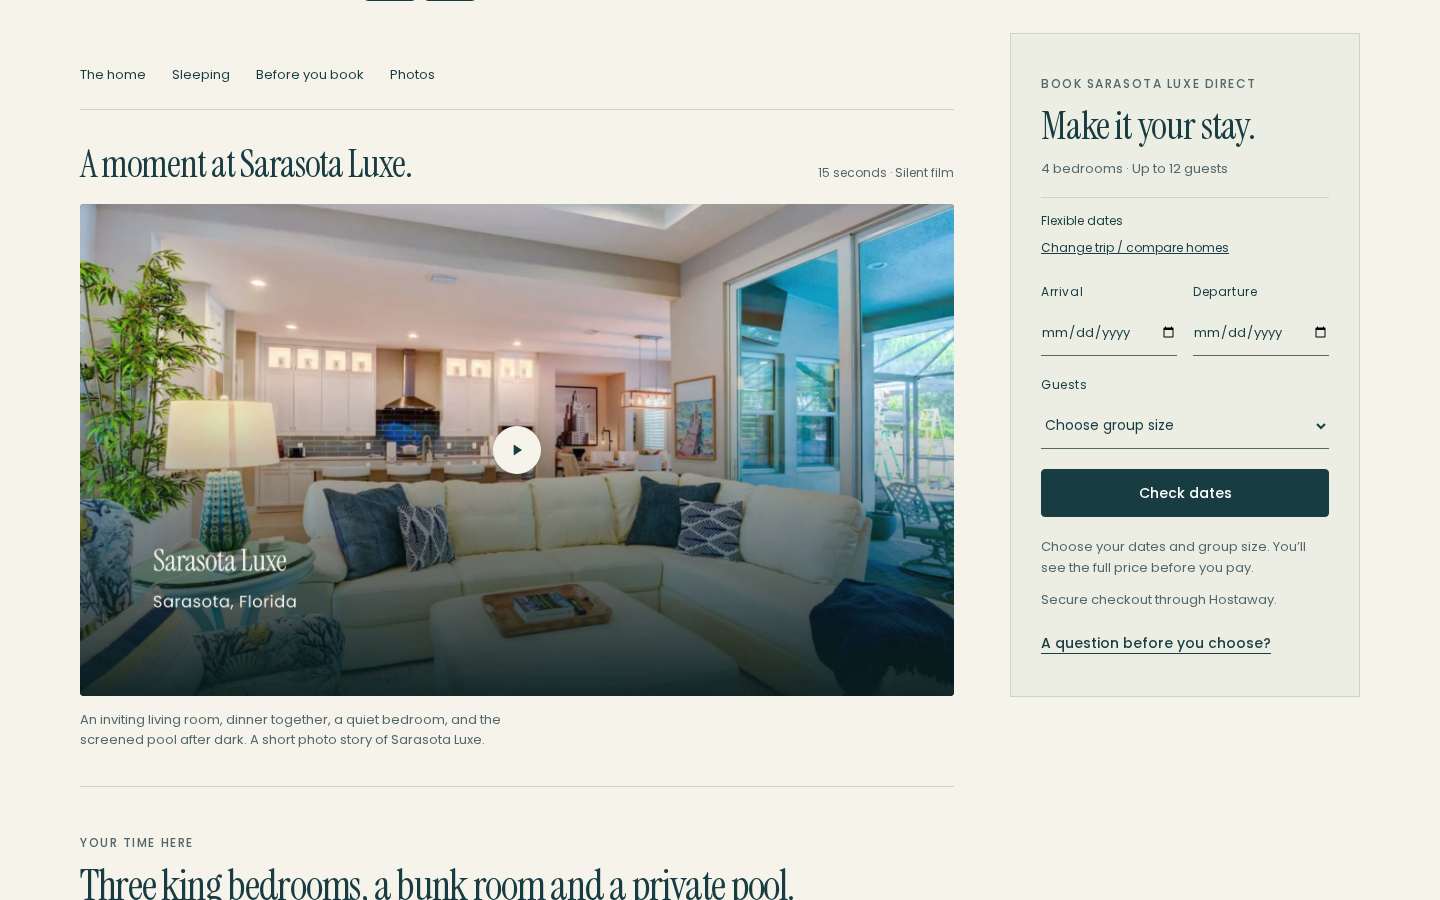 The home Sleeping Before you book Photos
A moment at Sarasota Luxe.
15 seconds · Silent film
Sarasota Luxe
Sarasota, Florida
An inviting living room, dinner together, a quiet bedroom, and the
screened pool after dark. A short photo story of Sarasota Luxe.
YOUR TIME HERE
Three king bedrooms, a bunk room and a private pool.
BOOK SARASOTA LUXE DIRECT
Make it your stay.
4 bedrooms · Up to 12 guests
Flexible dates
Change trip / compare homes
Arrival Departure
mm/dd/yyyy mm/dd/yyyy
Guests
Choose group size
Check dates
Choose your dates and group size. You’ll
see the full price before you pay.
Secure checkout through Hostaway.
A question before you choose?